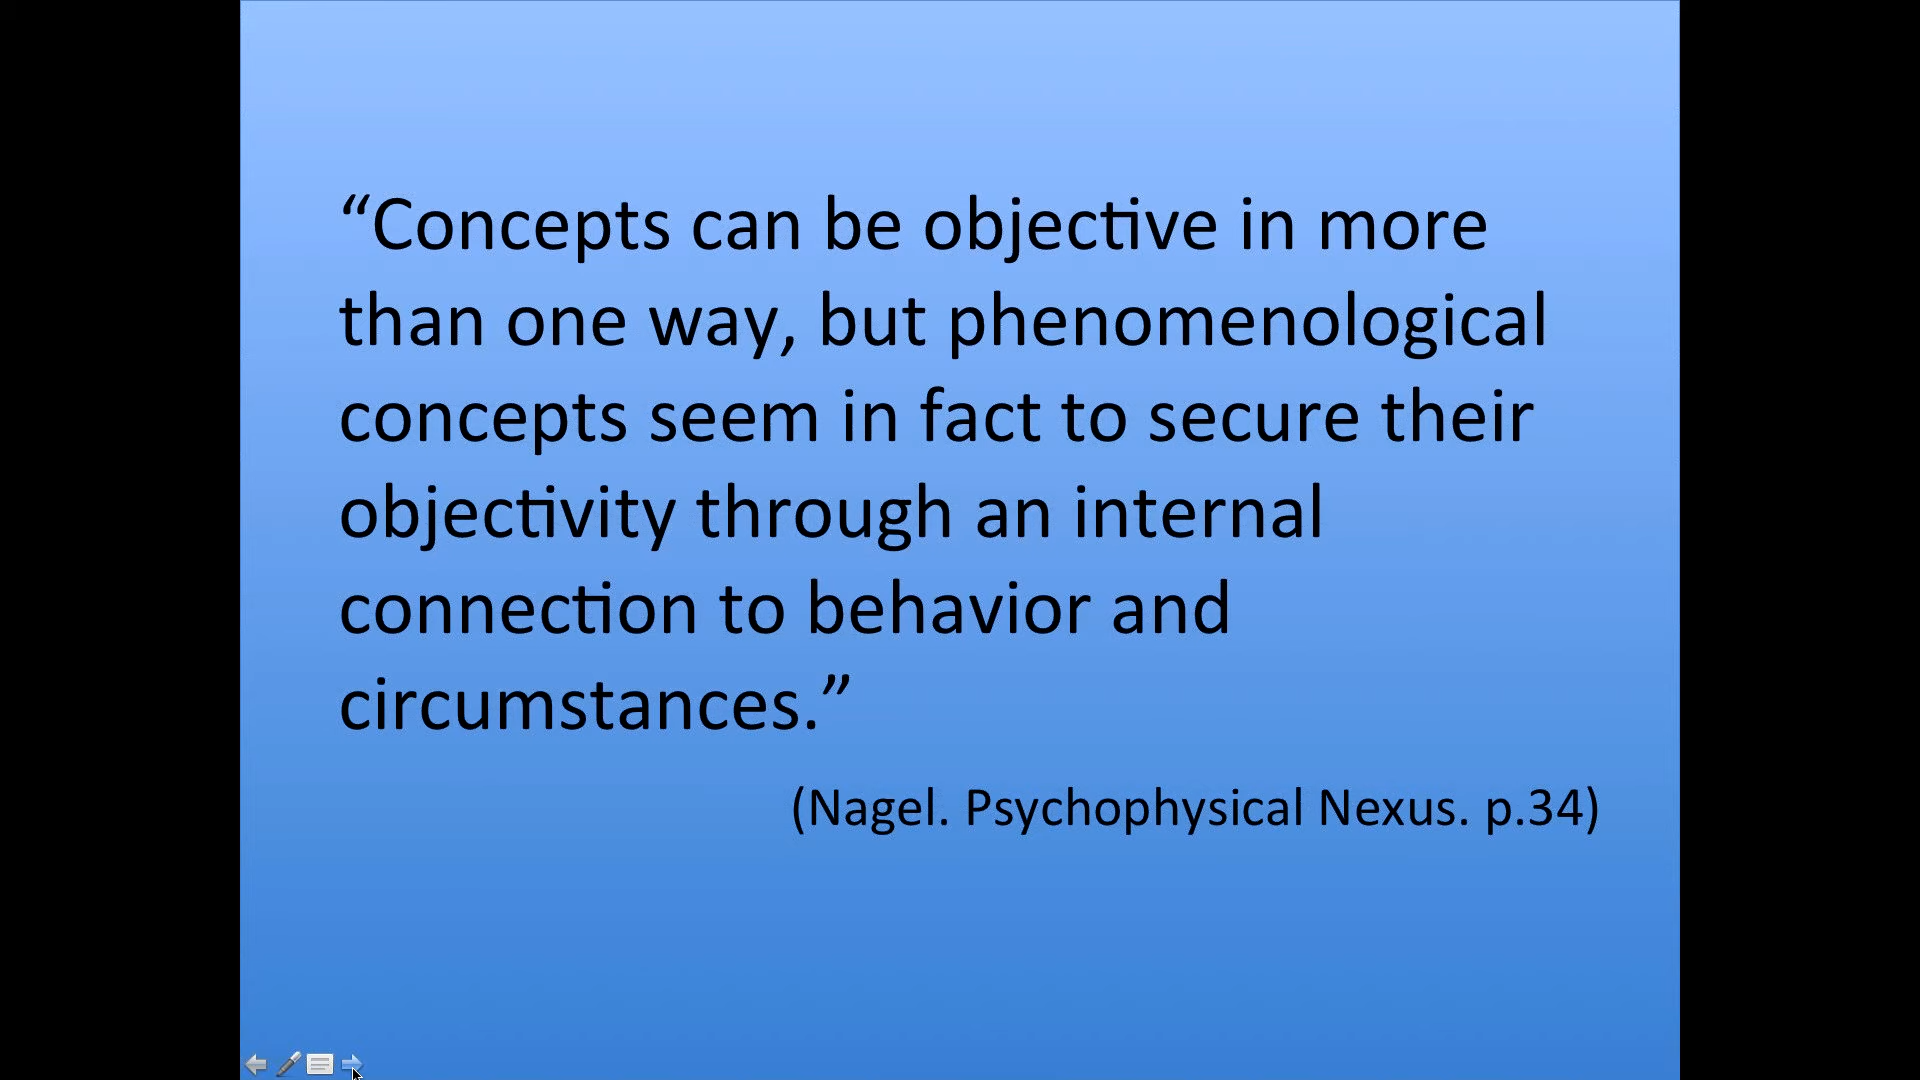 “Concepts can be objective in more
than one way, but phenomenological
concepts seem in fact to secure their
objectivity through an internal
connection to behavior and
circumstances.”
(Nagel. Psychophysical Nexus. p.34)